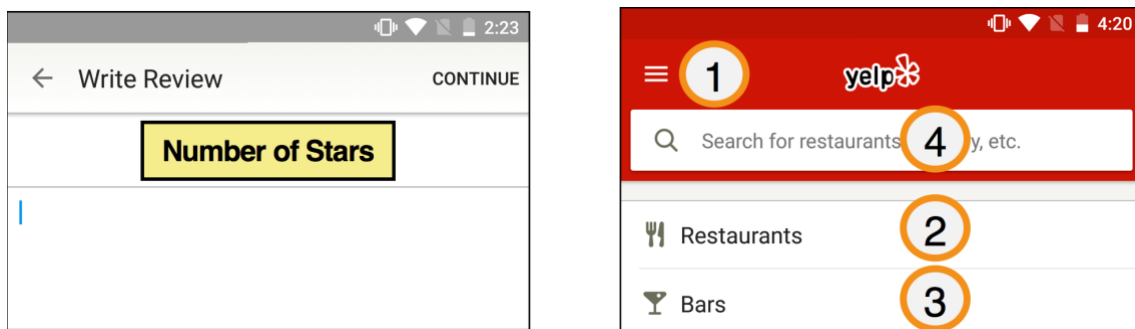 2:23
Write Review
CONTINUE
Number of Stars
4:20
1
yelp
Search for restaurants 4 y, etc.
Restaurants 2
Bars 3